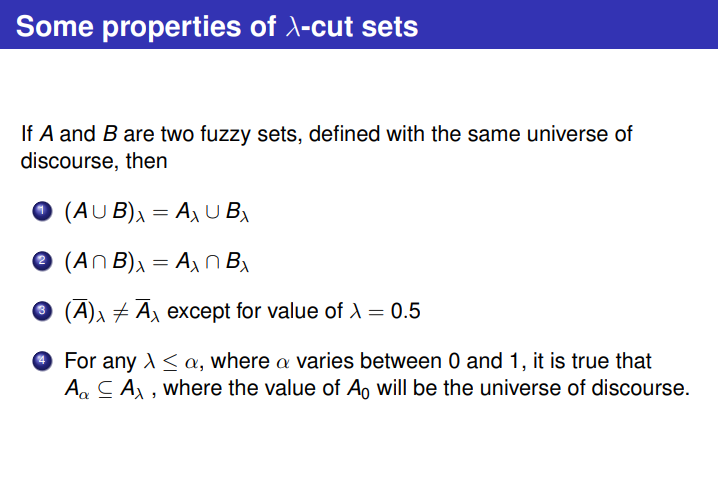 Some properties of λ-cut sets
If A and B are two fuzzy sets, defined with the same universe of
discourse, then
1 (A ∪ B)λ = Aλ ∪ Bλ
2 (A ∩ B)λ = Aλ ∩ Bλ
3 (A̅)λ ≠ A̅λ except for value of λ = 0.5
4 For any λ ≤ α, where α varies between 0 and 1, it is true that
Aα ⊆ Aλ , where the value of A0 will be the universe of discourse.